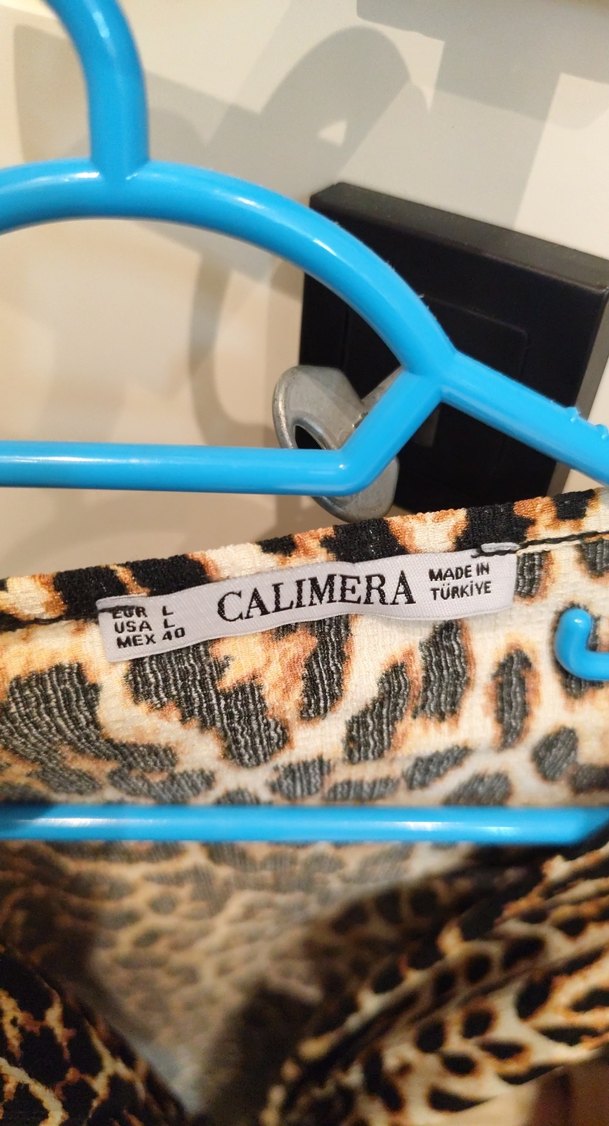 EUR L
USA L
MEX 40
CALIMERA
MADE IN
TÜRKİYE